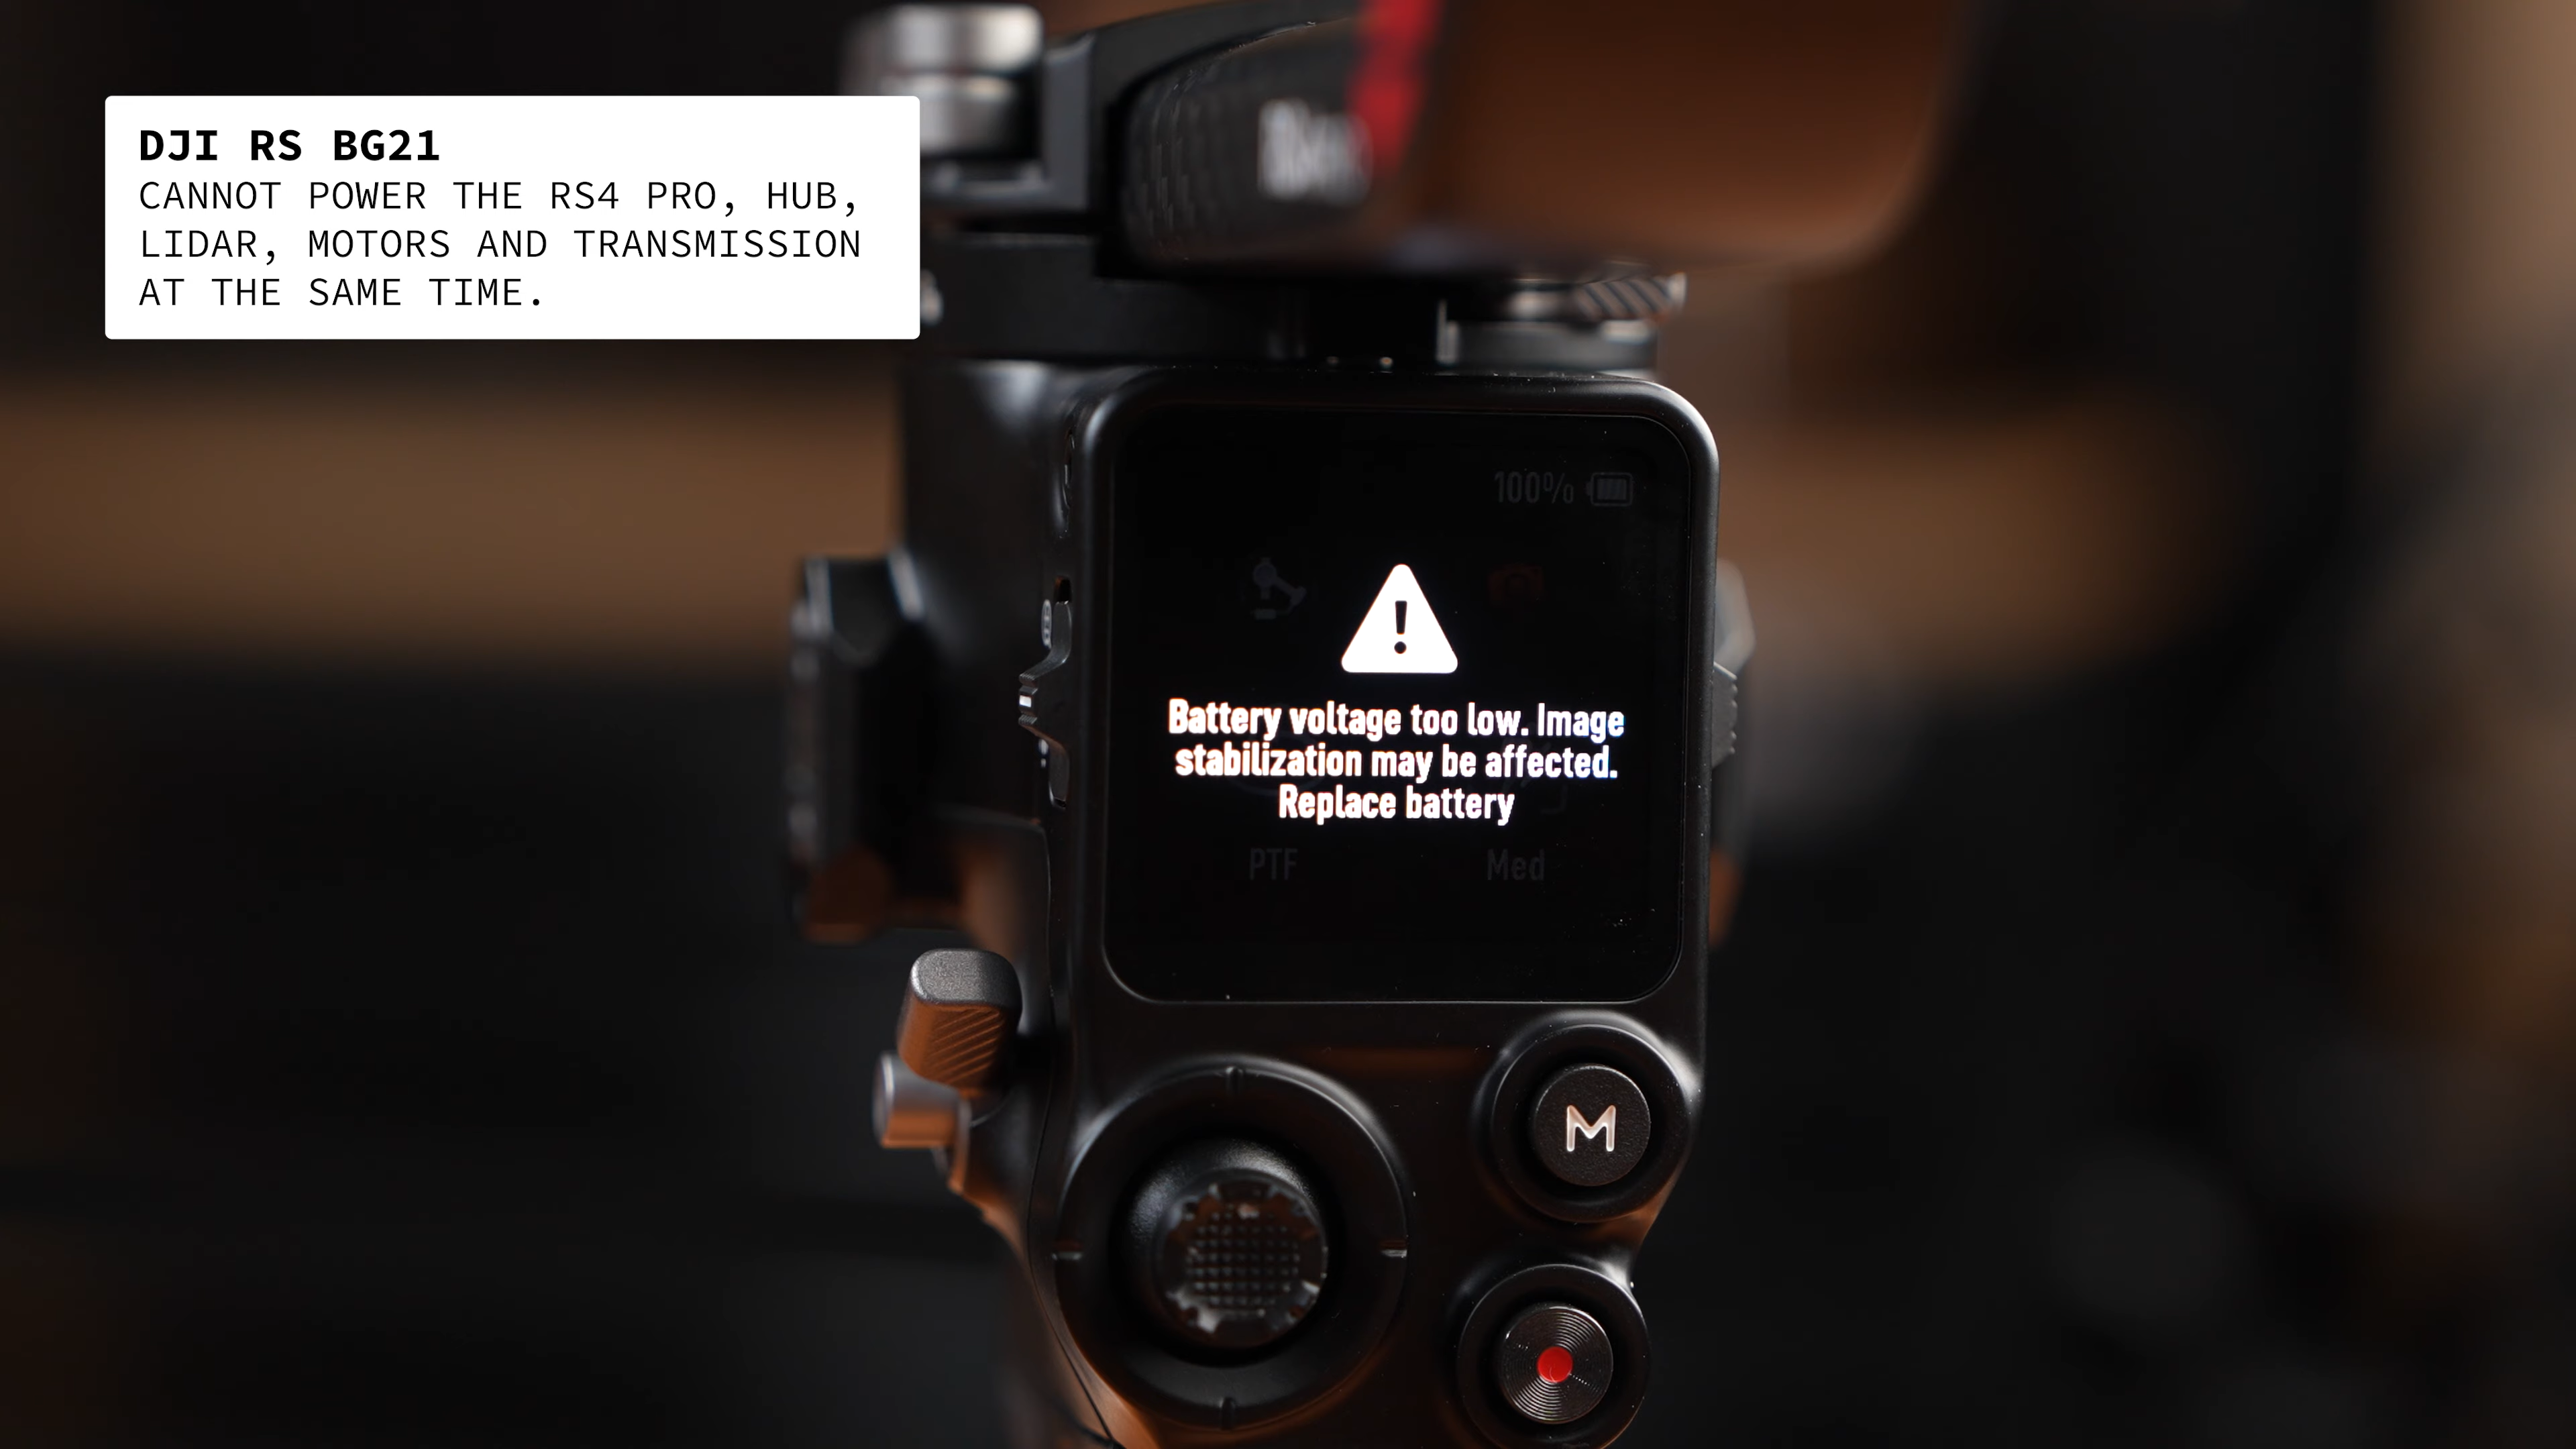 DJI RS BG21
CANNOT POWER THE RS4 PRO, HUB,
LIDAR, MOTORS AND TRANSMISSION
AT THE SAME TIME.
100%
Battery voltage too low. Image
stabilization may be affected.
Replace battery
PTF Med
M